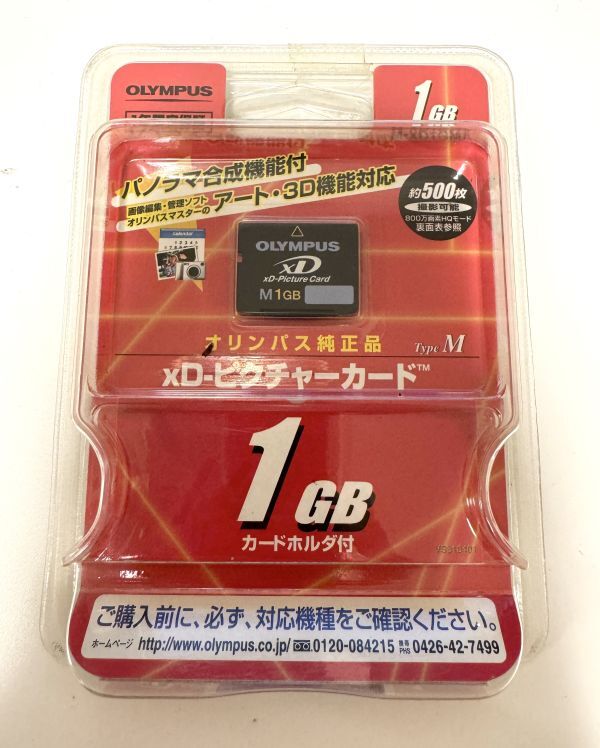 OLYMPUS
1GB
パノラマ合成機能付
画像編集・管理ソフト
オリンパスマスターの
アート・3D機能対応
約500枚
撮影可能
800万画素HQモード
裏面表参照
calendar
OLYMPUS
xD
xD-Picture Card
M1GB
オリンパス純正品
Type M
xD-ピクチャーカード™
1GB
カードホルダ付
ご購入前に、必ず、対応機種をご確認ください。
ホームページ http://www.olympus.co.jp/ 0120-084215 携帯 PHS 0426-42-7499